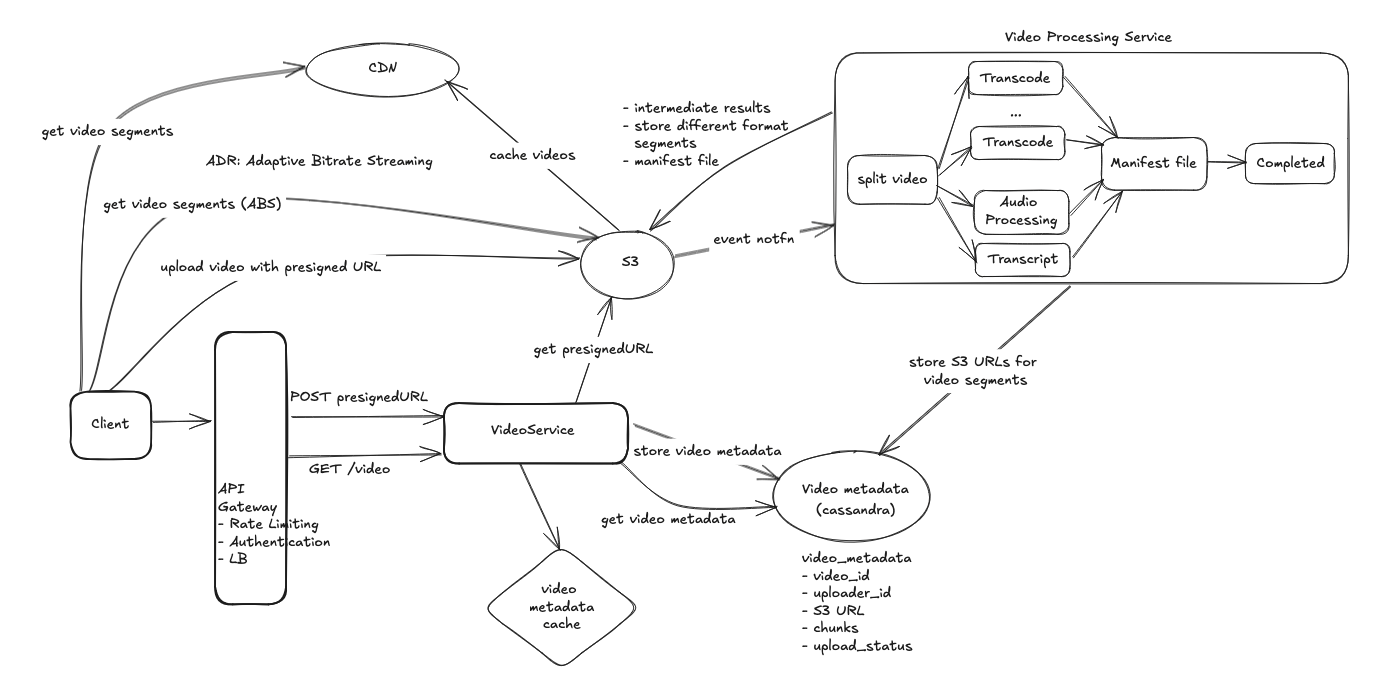 Video Processing Service
CDN
Transcode
...
Transcode
split video
Audio
Processing
Transcript
Manifest file
Completed
- intermediate results
- store different format
segments
- manifest file
get video segments
ADR: Adaptive Bitrate Streaming
cache videos
get video segments (ABS)
event notfn
upload video with presigned URL
S3
get presignedURL
store S3 URLs for
video segments
Client
POST presignedURL
VideoService
GET /video
store video metadata
get video metadata
API
Gateway
- Rate Limiting
- Authentication
- LB
Video metadata
(cassandra)
video
metadata
cache
video_metadata
- video_id
- uploader_id
- S3 URL
- chunks
- upload_status